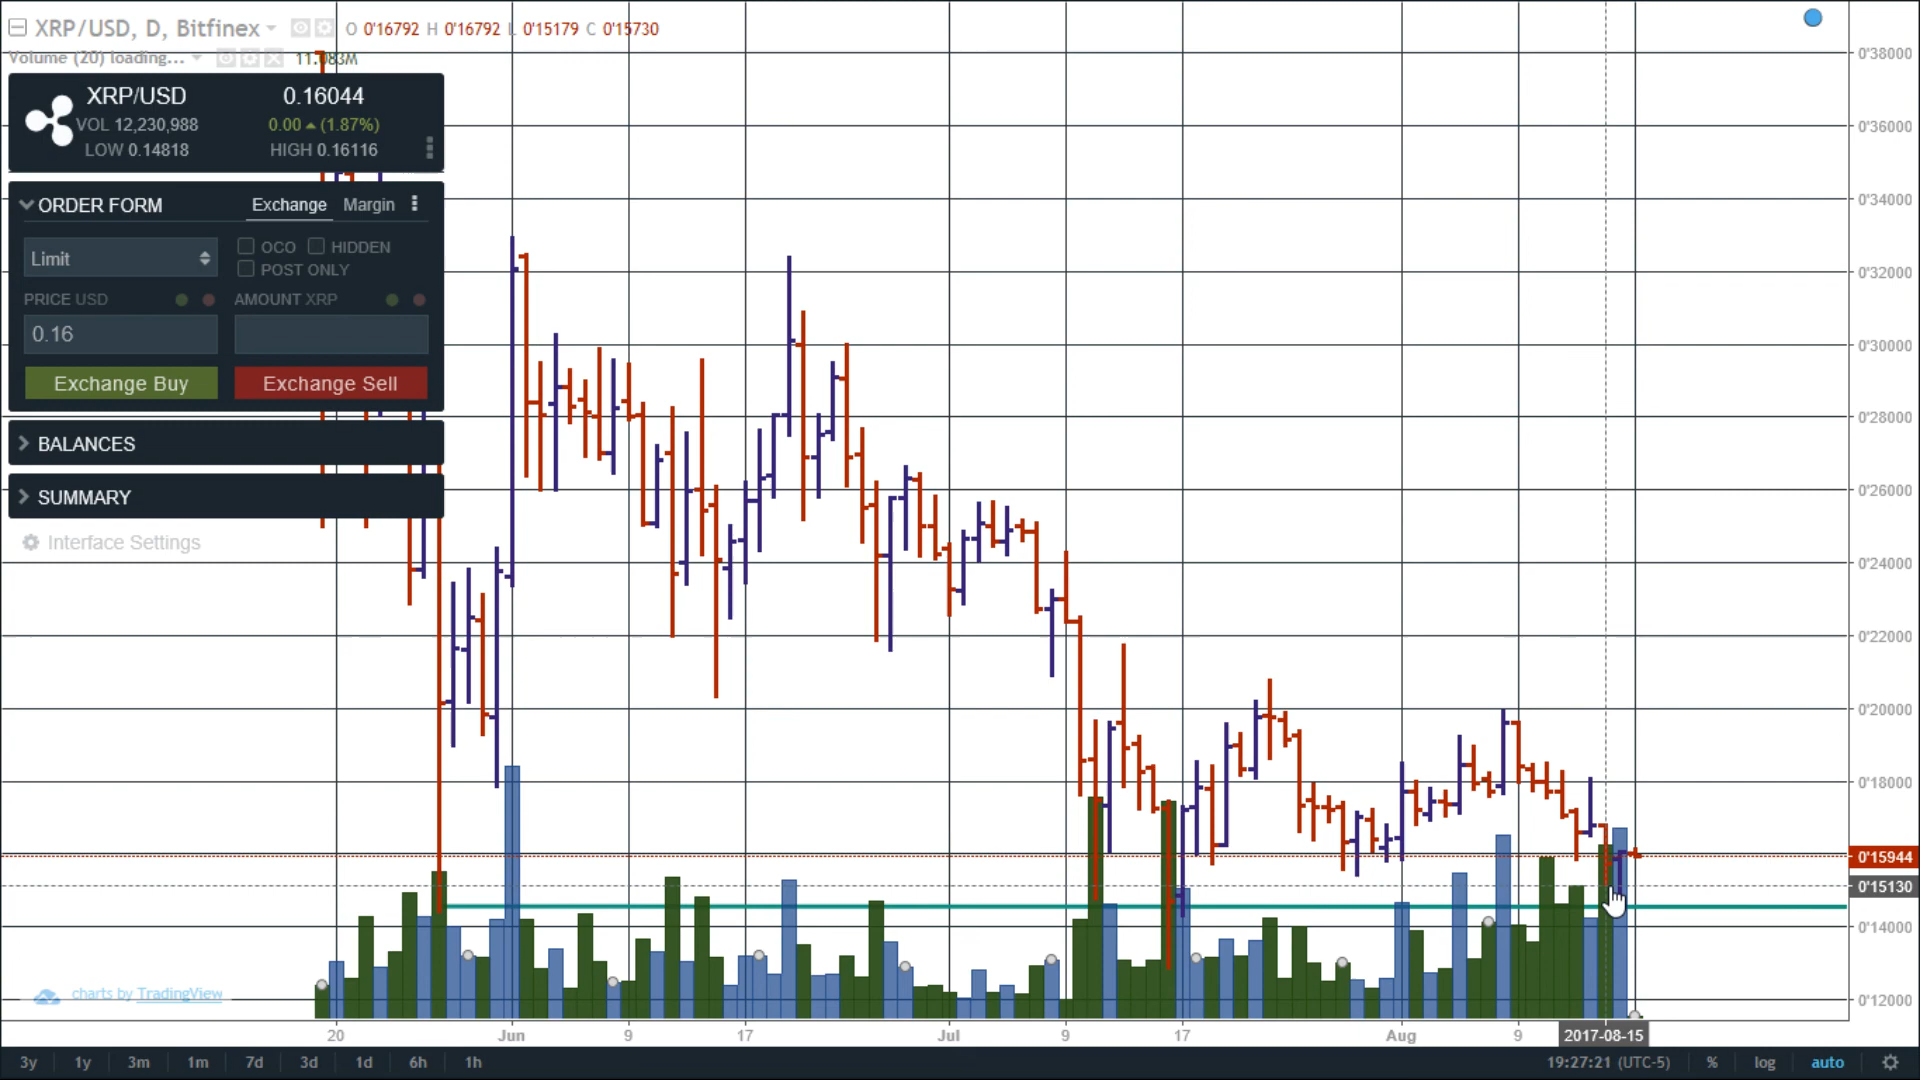 XRP/USD, D, Bitfinex O 0'16792 H 0'16792 L 0'15179 C 0'15730
Volume (20) loading... 11.083M
XRP/USD 0.16044
VOL 12,230,988 0.00 (1.87%)
LOW 0.14818 HIGH 0.16116
ORDER FORM Exchange Margin
Limit OCO HIDDEN
POST ONLY
PRICE USD AMOUNT XRP
0.16
Exchange Buy Exchange Sell
BALANCES
SUMMARY
Interface Settings
0'38000
0'36000
0'34000
0'32000
0'30000
0'28000
0'26000
0'24000
0'22000
0'20000
0'18000
0'15944
0'15130
0'14000
0'12000
charts by TradingView
20 Jun 9 17 Jul 9 17 Aug 9 2017-08-15
3y 1y 3m 1m 7d 3d 1d 6h 1h 19:27:21 (UTC-5) % log auto